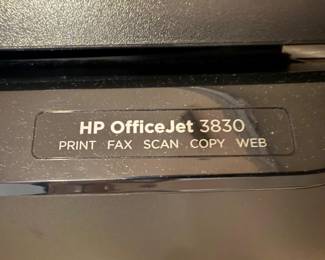 HP OfficeJet 3830
PRINT FAX SCAN COPY WEB